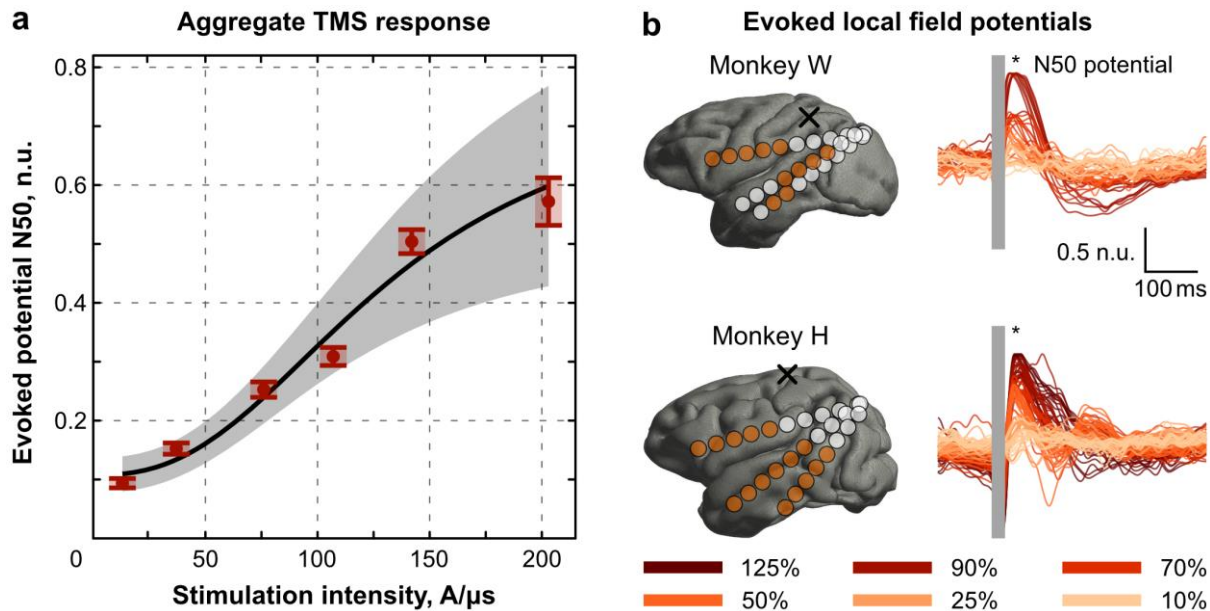 a
Aggregate TMS response
Evoked potential N50, n.u.
0.8
0.6
0.4
0.2
0
50
75
100
125
150
200
Stimulation intensity, A/µs
b
Evoked local field potentials
Monkey W
* N50 potential
0.5 n.u.
100 ms
Monkey H
*
125%
90%
70%
50%
25%
10%